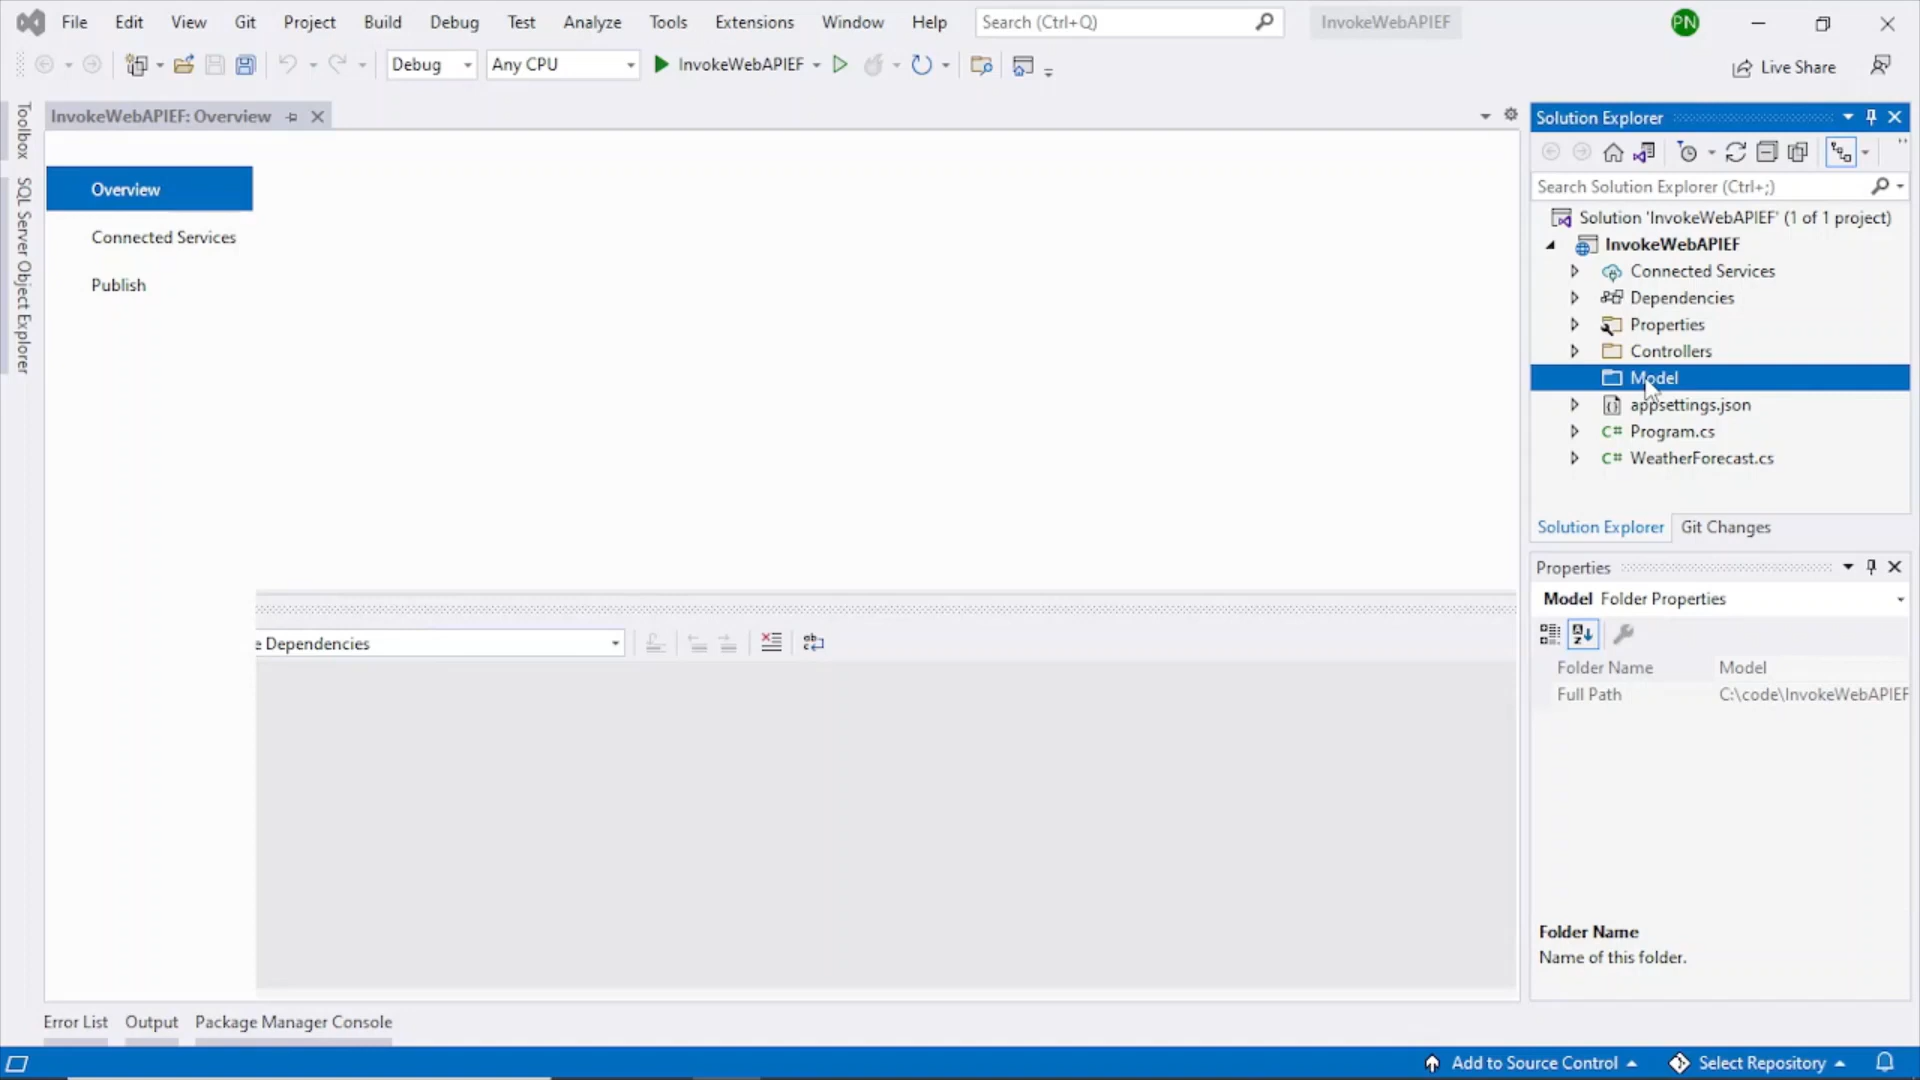 File Edit View Git Project Build Debug Test Analyze Tools Extensions Window Help Search (Ctrl+Q) InvokeWebAPIEF PN
Debug Any CPU InvokeWebAPIEF Live Share
Toolbox
SQL Server Object Explorer
InvokeWebAPIEF: Overview
Overview
Connected Services
Publish
e Dependencies
Solution Explorer
Search Solution Explorer (Ctrl+;)
Solution 'InvokeWebAPIEF' (1 of 1 project)
InvokeWebAPIEF
Connected Services
Dependencies
Properties
Controllers
Model
appsettings.json
C# Program.cs
C# WeatherForecast.cs
Solution Explorer Git Changes
Properties
Model Folder Properties
Folder Name Model
Full Path C:\code\InvokeWebAPIEF
Folder Name
Name of this folder.
Error List Output Package Manager Console
Add to Source Control Select Repository